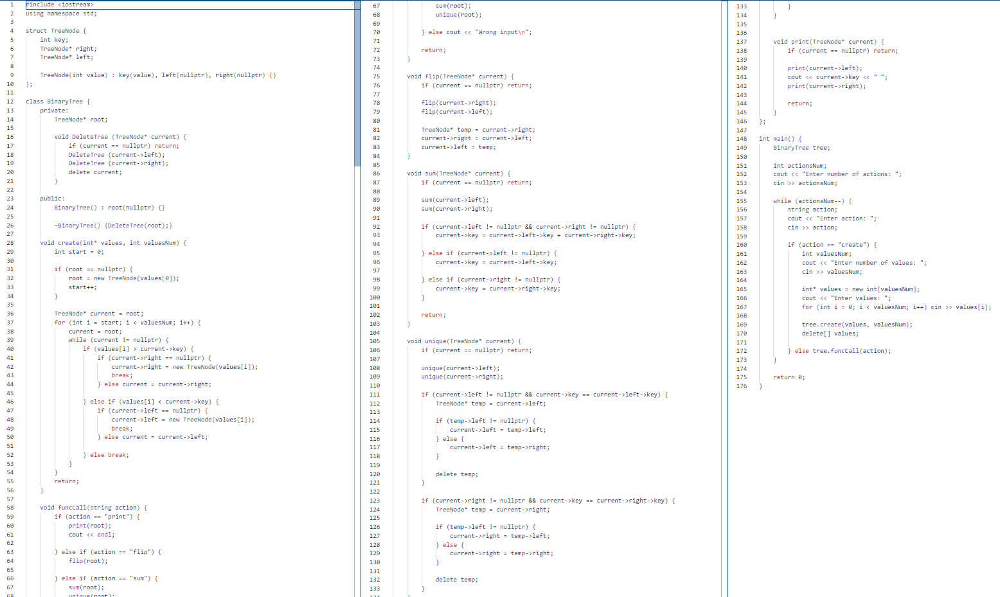 1 #include <iostream>
2 using namespace std;
3
4 struct TreeNode {
5     int key;
6     TreeNode* right;
7     TreeNode* left;
8
9     TreeNode(int value) : key(value), left(nullptr), right(nullptr) {}
10 };
11
12 class BinaryTree {
13     private:
14         TreeNode* root;
15
16         void DeleteTree (TreeNode* current) {
17             if (current == nullptr) return;
18             DeleteTree (current->left);
19             DeleteTree (current->right);
20             delete current;
21         }
22
23     public:
24         BinaryTree() : root(nullptr) {}
25
26         ~BinaryTree() {DeleteTree(root);}
27
28     void create(int* values, int valuesNum) {
29         int start = 0;
30
31         if (root == nullptr) {
32             root = new TreeNode(values[0]);
33             start++;
34         }
35
36         TreeNode* current = root;
37         for (int i = start; i < valuesNum; i++) {
38             current = root;
39             while (current != nullptr) {
40                 if (values[i] > current->key) {
41                     if (current->right == nullptr) {
42                         current->right = new TreeNode(values[i]);
43                         break;
44                     } else current = current->right;
45
46                 } else if (values[i] < current->key) {
47                     if (current->left == nullptr) {
48                         current->left = new TreeNode(values[i]);
49                         break;
50                     } else current = current->left;
51
52                 } else break;
53             }
54         }
55         return;
56     }
57
58     void funcCall(string action) {
59         if (action == "print") {
60             print(root);
61             cout << endl;
62
63         } else if (action == "flip") {
64             flip(root);
65
66         } else if (action == "sum") {
67             sum(root);
68             unique(root);
67             sum(root);
68             unique(root);
69
70         } else cout << "Wrong input\n";
71
72         return;
73     }
74
75     void flip(TreeNode* current) {
76         if (current == nullptr) return;
77
78         flip(current->right);
79         flip(current->left);
80
81         TreeNode* temp = current->right;
82         current->right = current->left;
83         current->left = temp;
84     }
85
86     void sum(TreeNode* current) {
87         if (current == nullptr) return;
88
89         sum(current->left);
90         sum(current->right);
91
92         if (current->left != nullptr && current->right != nullptr) {
93             current->key = current->left->key + current->right->key;
94
95         } else if (current->left != nullptr) {
96             current->key = current->left->key;
97
98         } else if (current->right != nullptr) {
99             current->key = current->right->key;
100         }
101
102         return;
103     }
104
105     void unique(TreeNode* current) {
106         if (current == nullptr) return;
107
108         unique(current->left);
109         unique(current->right);
110
111         if (current->left != nullptr && current->key == current->left->key) {
112             TreeNode* temp = current->left;
113
114             if (temp->left != nullptr) {
115                 current->left = temp->left;
116             } else {
117                 current->left = temp->right;
118             }
119
120             delete temp;
121         }
122
123         if (current->right != nullptr && current->key == current->right->key) {
124             TreeNode* temp = current->right;
125
126             if (temp->left != nullptr) {
127                 current->right = temp->left;
128             } else {
129                 current->right = temp->right;
130             }
131
132             delete temp;
133         }
134     }
133         }
134     }
135
136
137     void print(TreeNode* current) {
138         if (current == nullptr) return;
139
140         print(current->left);
141         cout << current->key << " ";
142         print(current->right);
143
144         return;
145     }
146 };
147
148 int main() {
149     BinaryTree tree;
150
151     int actionsNum;
152     cout << "Enter number of actions: ";
153     cin >> actionsNum;
154
155     while (actionsNum--) {
156         string action;
157         cout << "Enter action: ";
158         cin >> action;
159
160         if (action == "create") {
161             int valuesNum;
162             cout << "Enter number of values: ";
163             cin >> valuesNum;
164
165             int* values = new int[valuesNum];
166             cout << "Enter values: ";
167             for (int i = 0; i < valuesNum; i++) cin >> values[i];
168
169             tree.create(values, valuesNum);
170             delete[] values;
171
172         } else tree.funcCall(action);
173     }
174
175     return 0;
176 }